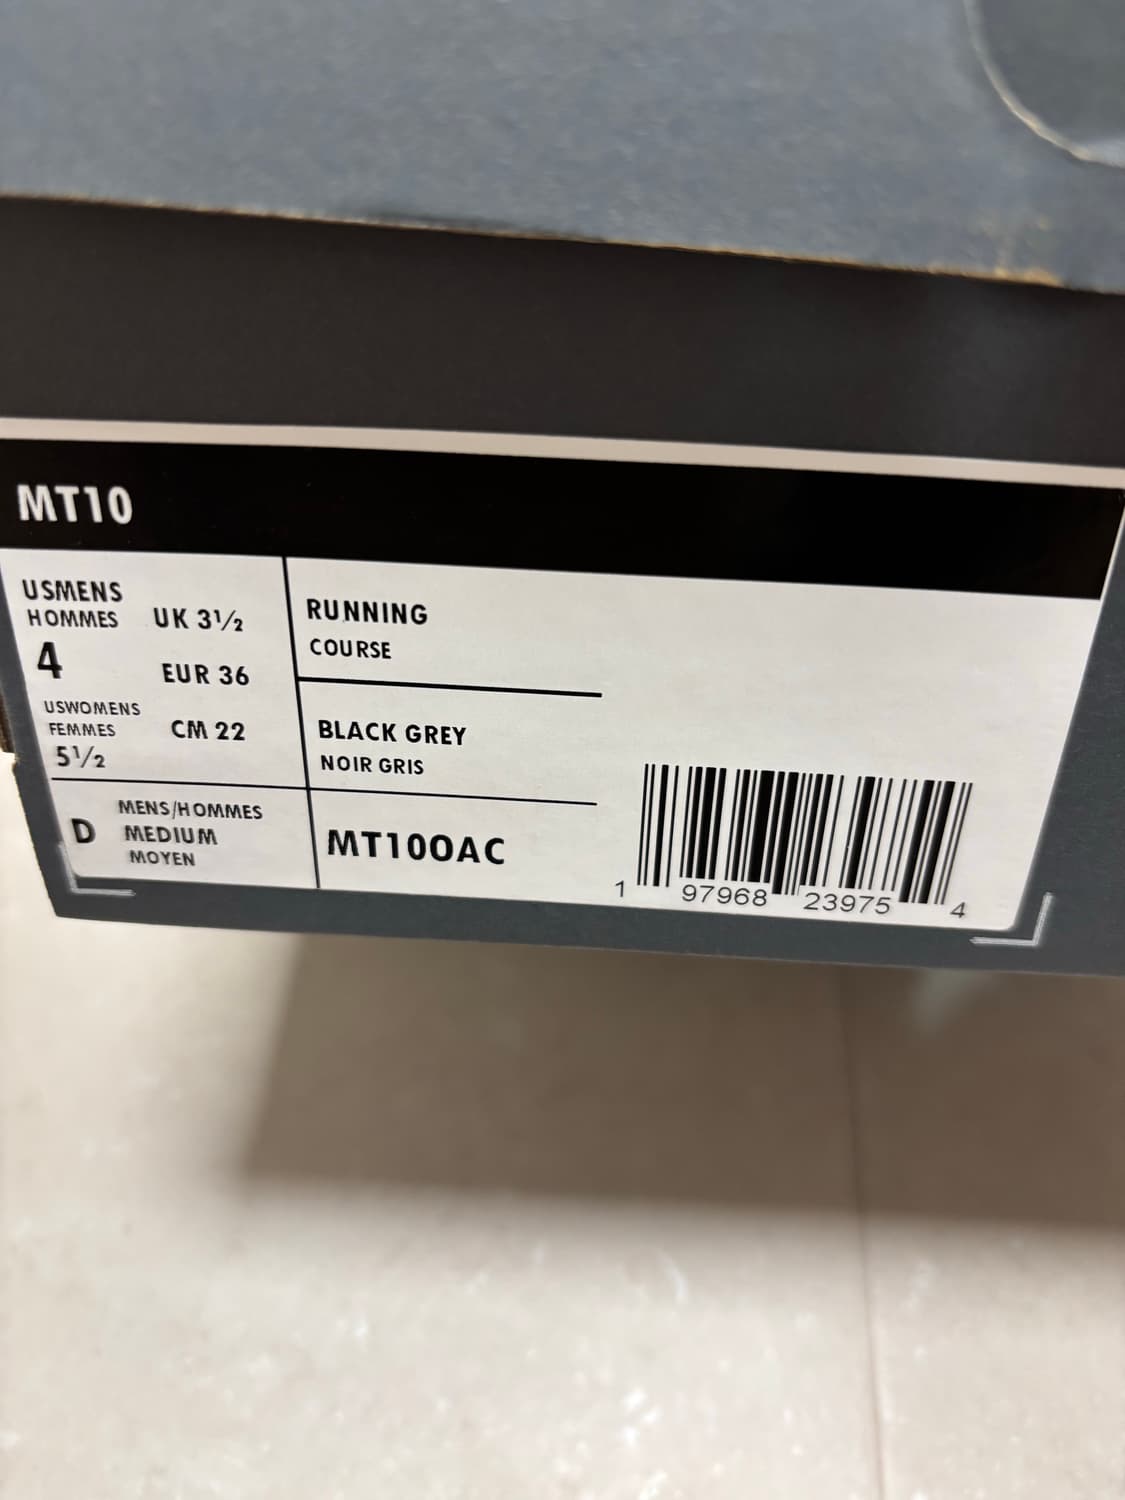 MT10
USMENS
HOMMES
4
USWOMENS
FEMMES
5½
UK 3½
EUR 36
CM 22
D
MENS/HOMMES
MEDIUM
MOYEN
RUNNING
COURSE
BLACK GREY
NOIR GRIS
MT10OAC
1 97968 23975 4